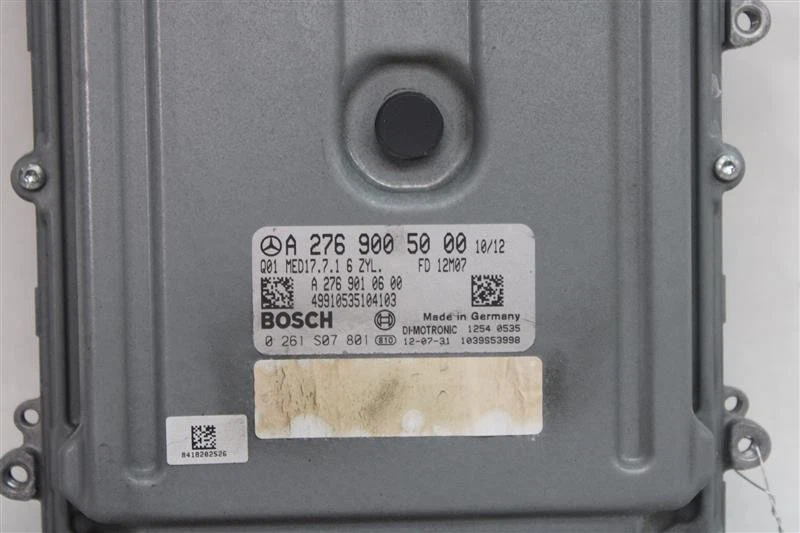 A 276 900 50 00 10/12
Q01 MED17.7.1 6 ZYL. FD 12M07
A 276 901 06 00
49910535104103
BOSCH Made in Germany
DI-MOTRONIC 1254 0535
0 261 S07 801 810 12-07-31 1039S53998
8418202526